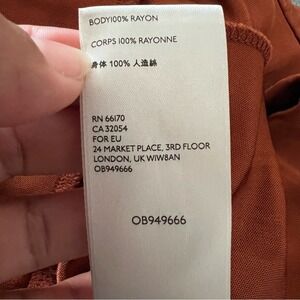 BODY100% RAYON
CORPS 100% RAYONNE
身体 100% 人造絲
RN 66170
CA 32054
FOR EU
24 MARKET PLACE, 3RD FLOOR
LONDON, UK W1W8AN
OB949666
OB949666